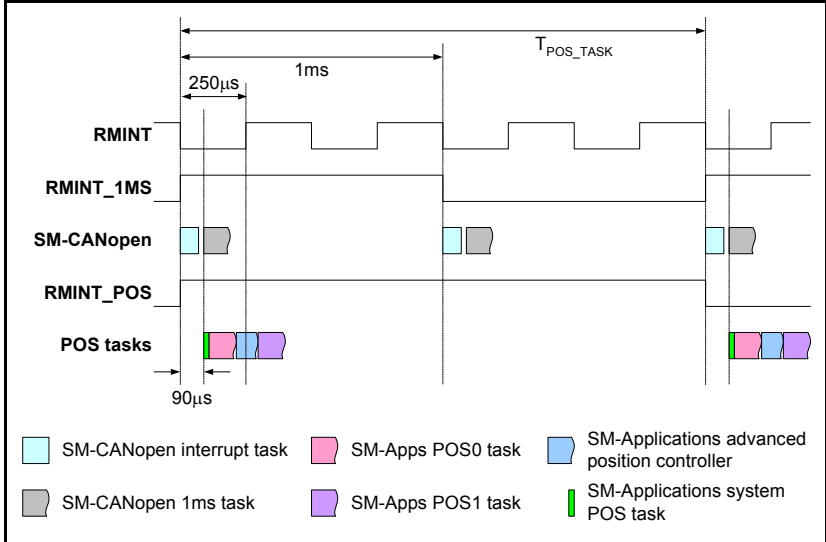 T POS_TASK
1ms
250μs
RMINT
RMINT_1MS
SM-CANopen
RMINT_POS
POS tasks
90μs
SM-CANopen interrupt task
SM-Apps POS0 task
SM-Applications advanced
position controller
SM-CANopen 1ms task
SM-Apps POS1 task
SM-Applications system
POS task